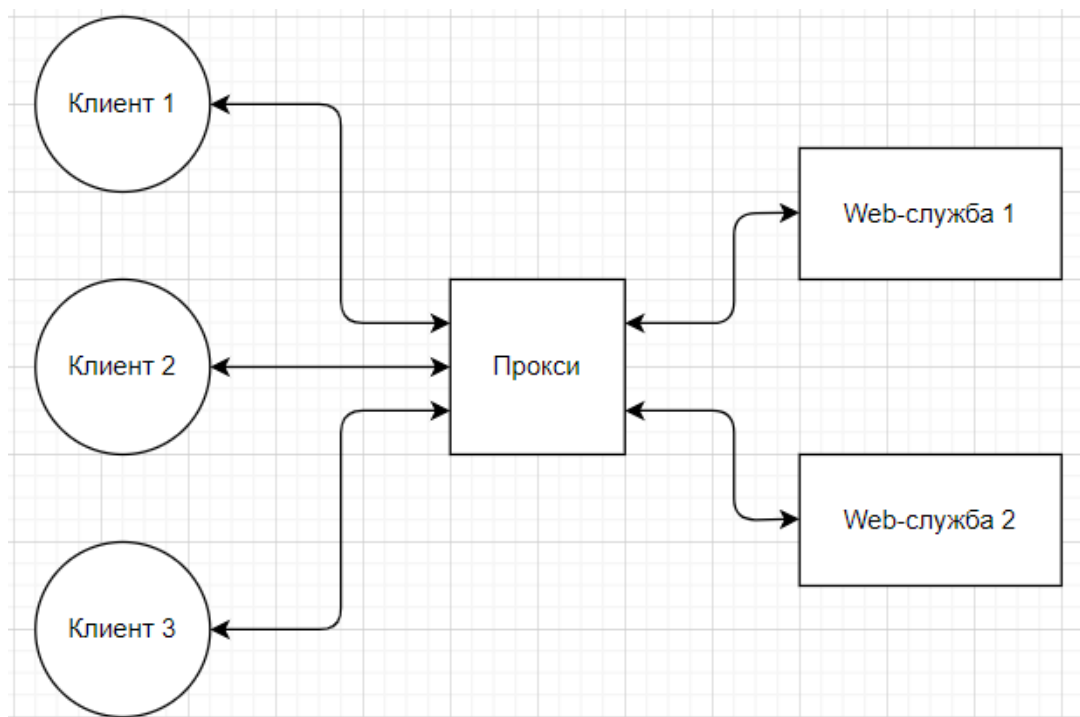 Клиент 1
Web-служба 1
Клиент 2
Прокси
Web-служба 2
Клиент 3